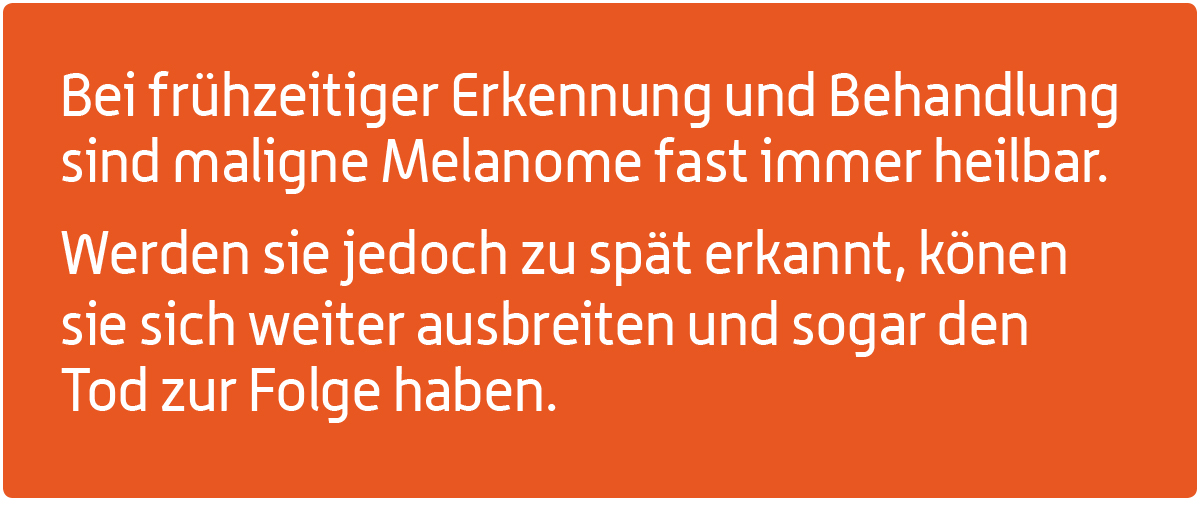 Bei frühzeitiger Erkennung und Behandlung
sind maligne Melanome fast immer heilbar.
Werden sie jedoch zu spät erkannt, könen
sie sich weiter ausbreiten und sogar den
Tod zur Folge haben.